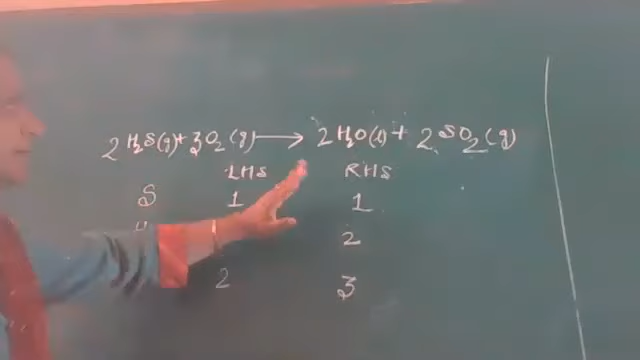 2H₂S(g)+3O₂(g)⟶2H₂O(l)+2SO₂(g)
LHS RHS
S 1 1
H 2
2 3